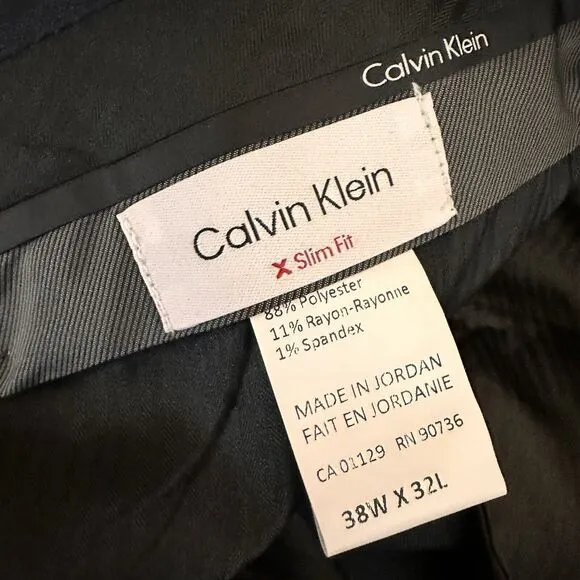 Calvin Klein
Calvin Klein
X Slim Fit
88% Polyester
11% Rayon-Rayonne
1% Spandex
MADE IN JORDAN
FAIT EN JORDANIE
CA 01129 RN 90736
38W X 32L